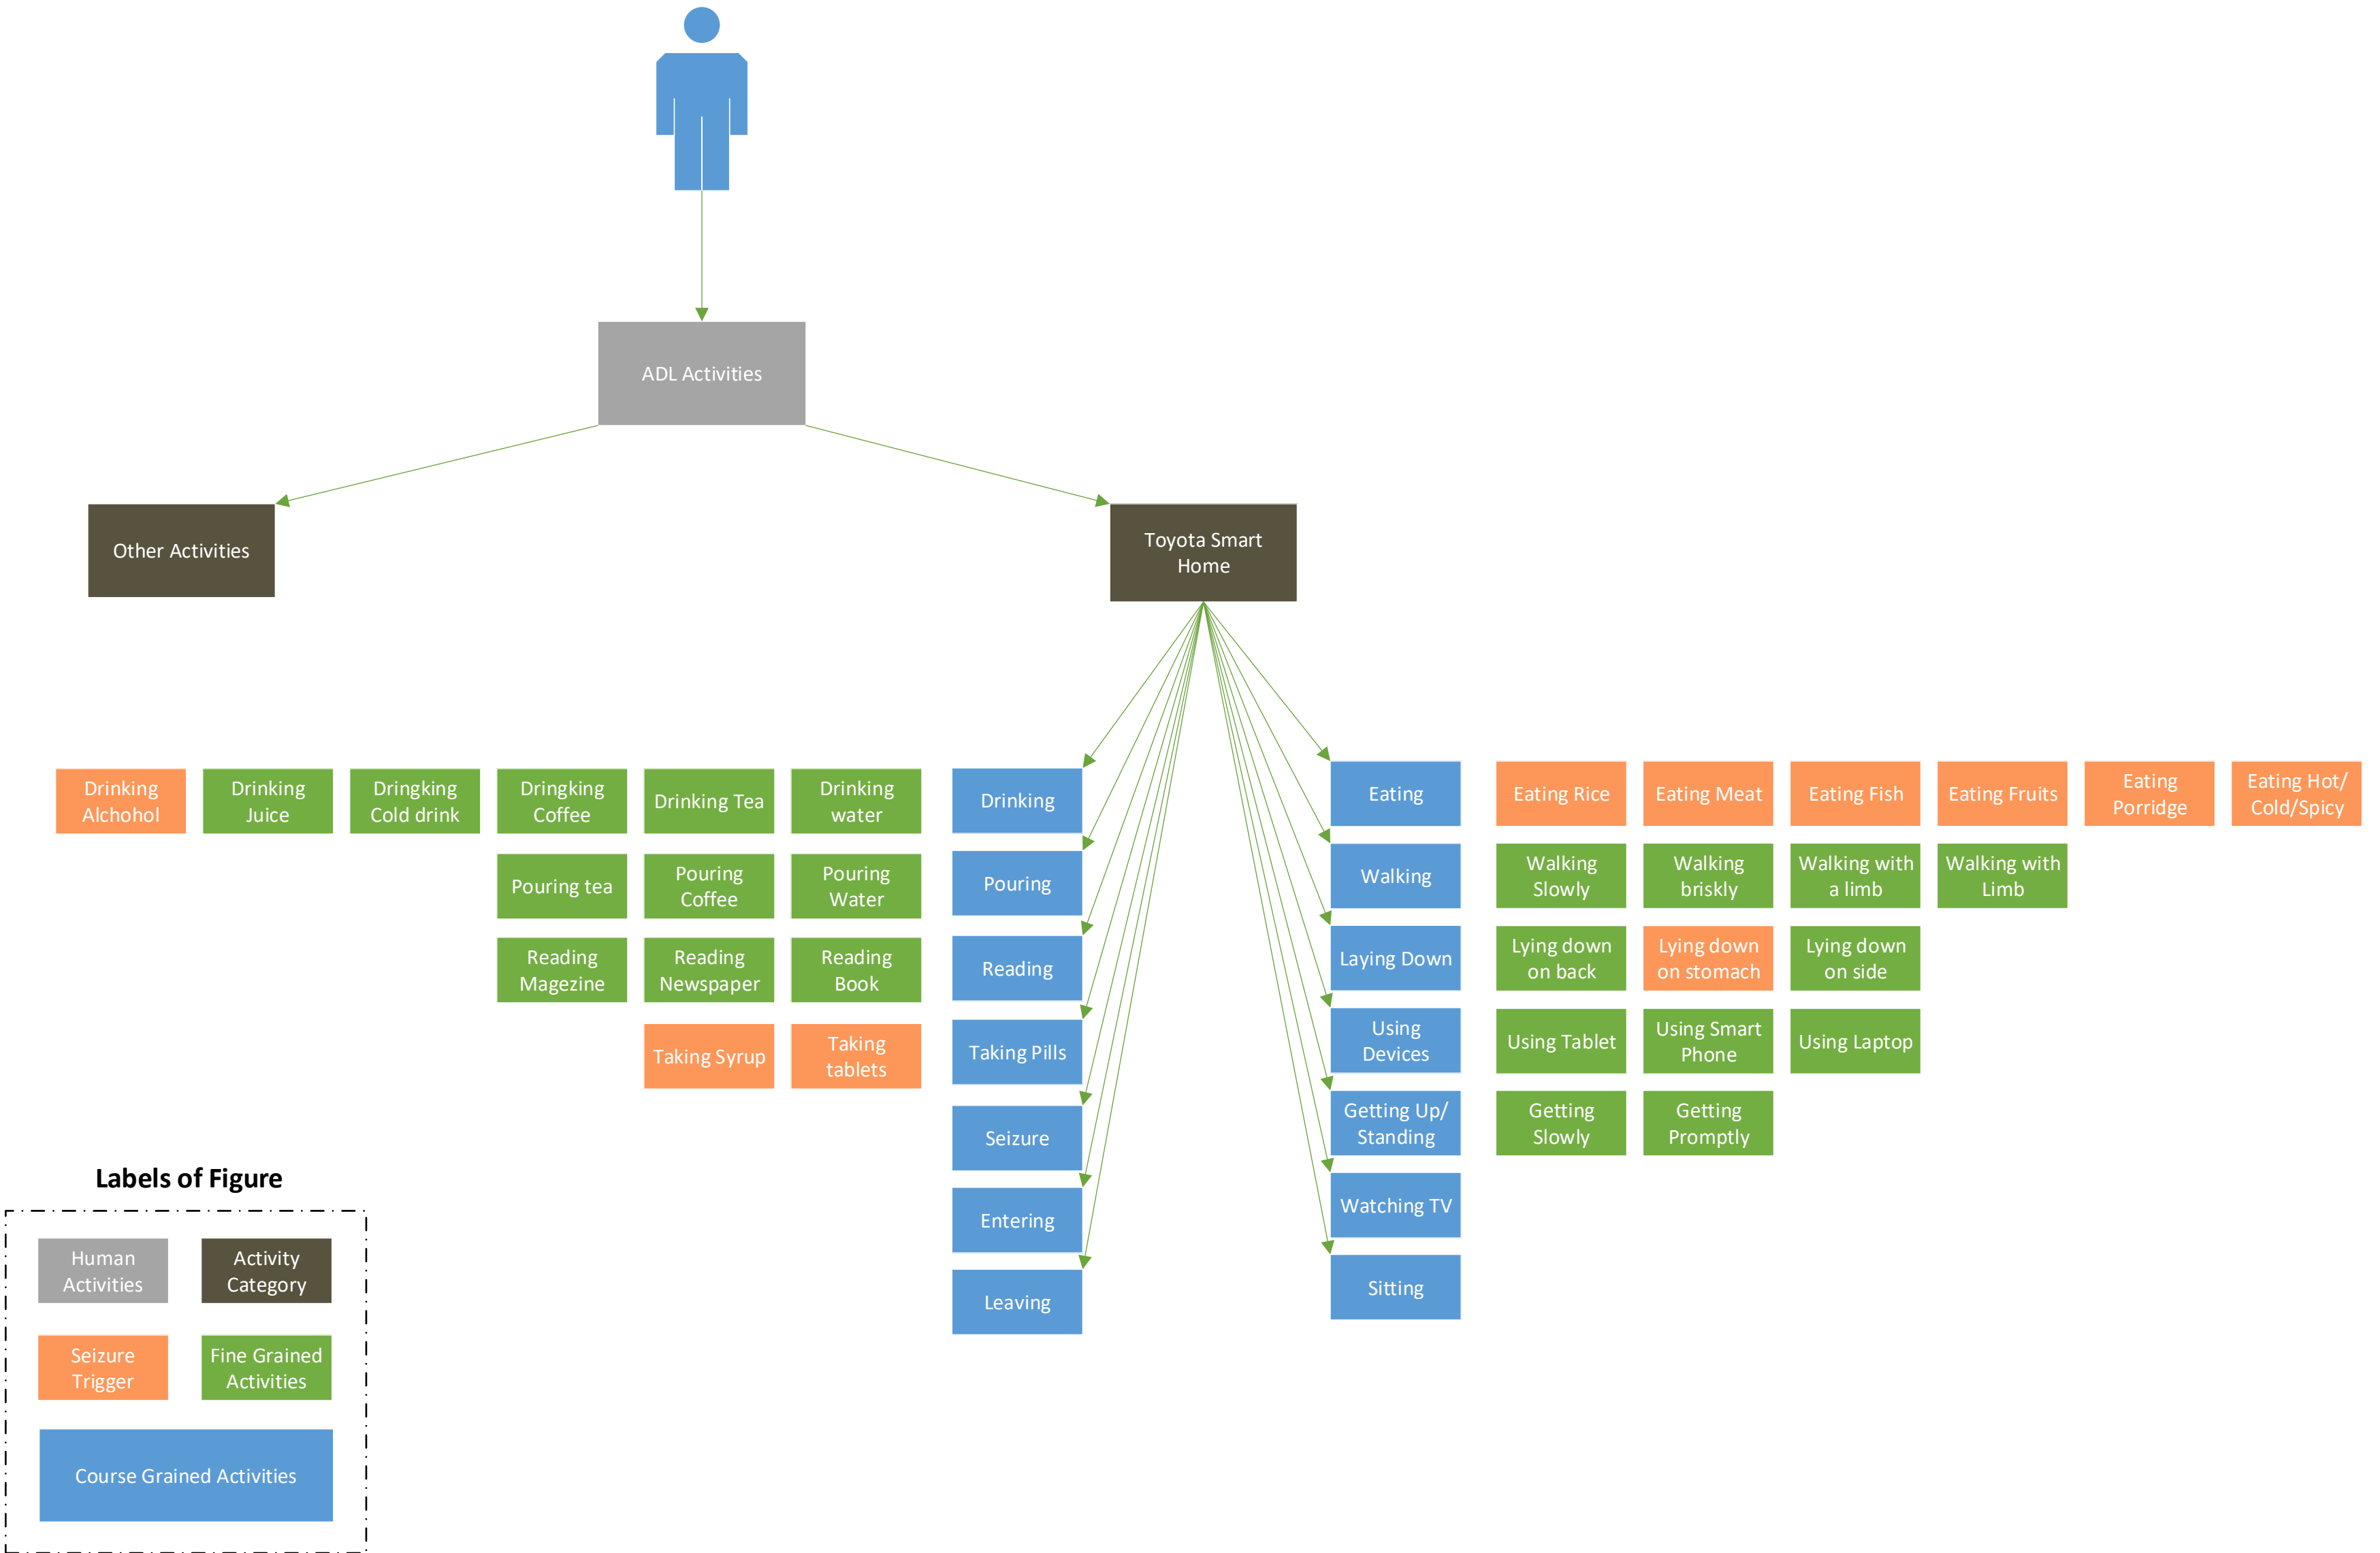 ADL Activities
Other Activities
Toyota Smart
Home
Drinking
Alchohol
Drinking
Juice
Dringking
Cold drink
Dringking
Coffee
Drinking Tea
Drinking
water
Drinking
Eating
Eating Rice
Eating Meat
Eating Fish
Eating Fruits
Eating
Porridge
Eating Hot/
Cold/Spicy
Pouring tea
Pouring
Coffee
Pouring
Water
Pouring
Walking
Walking
Slowly
Walking
briskly
Walking with
a limb
Walking with
Limb
Reading
Magezine
Reading
Newspaper
Reading
Book
Reading
Laying Down
Lying down
on back
Lying down
on stomach
Lying down
on side
Taking Syrup
Taking
tablets
Taking Pills
Using
Devices
Using Tablet
Using Smart
Phone
Using Laptop
Seizure
Getting Up/
Standing
Getting
Slowly
Getting
Promptly
Entering
Watching TV
Leaving
Sitting
Labels of Figure
Human
Activities
Activity
Category
Seizure
Trigger
Fine Grained
Activities
Course Grained Activities